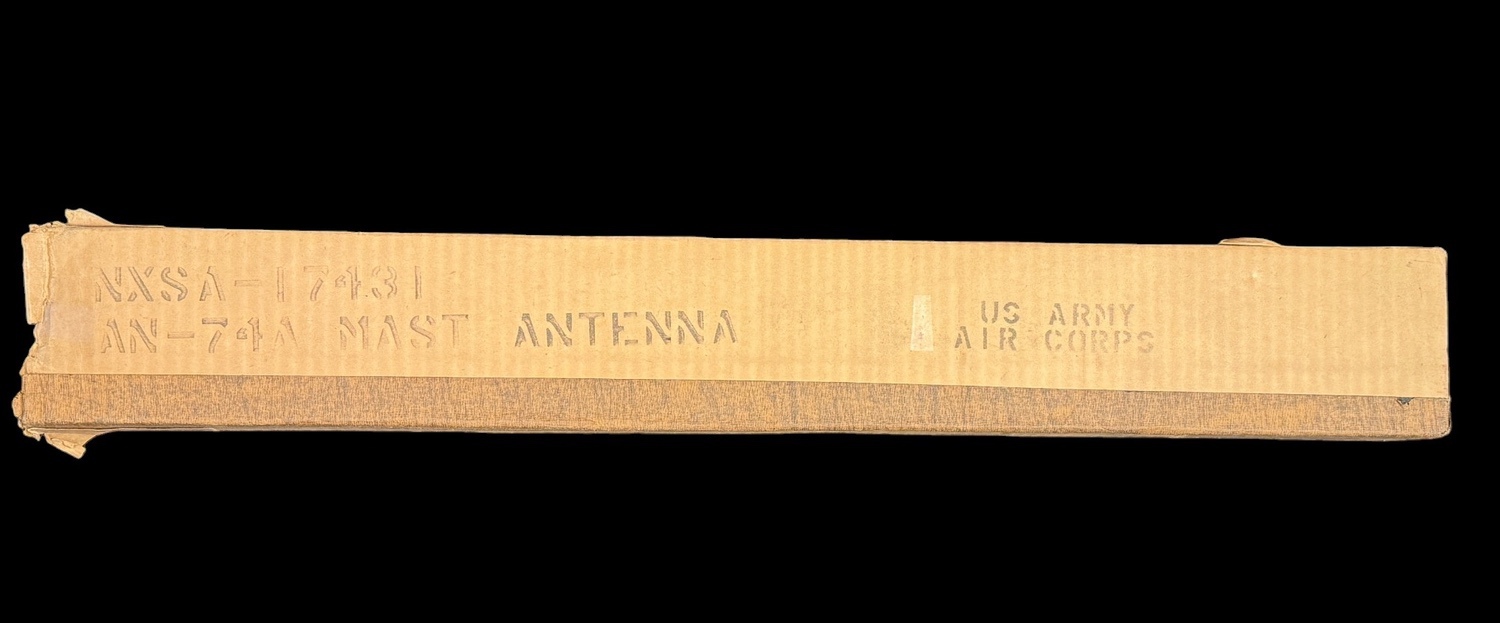 NXSA-17431
AN-74A MAST ANTENNA
US ARMY
AIR CORPS